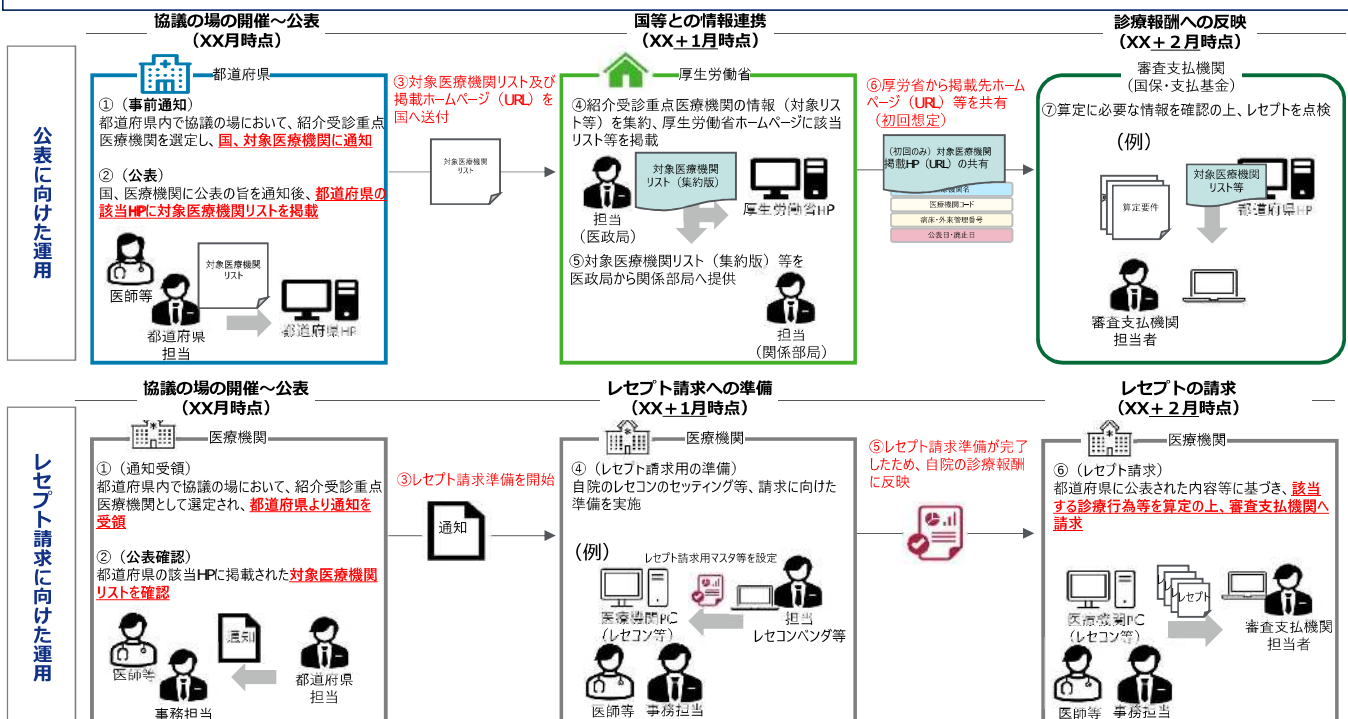 協議の場の開催～公表
（XX月時点）
国等との情報連携
（XX＋1月時点）
診療報酬への反映
（XX＋２月時点）
公表に向けた運用
都道府県
①（事前通知）
都道府県内で協議の場において、紹介受診重点
医療機関を選定し、国、対象医療機関に通知
②（公表）
国、医療機関に公表の旨を通知後、都道府県の
該当HPに対象医療機関リストを掲載
対象医療機関
リスト
医師等
都道府県
担当
都道府県HP
③対象医療機関リスト及び
掲載ホームページ（URL）を
国へ送付
対象医療機関
リスト
厚生労働省
④紹介受診重点医療機関の情報（対象リス
ト等）を集約、厚生労働省ホームページに該当
リスト等を掲載
対象医療機関
リスト（集約版）
担当
（医政局）
厚生労働省HP
⑤対象医療機関リスト（集約版）等を
医政局から関係部局へ提供
担当
（関係部局）
⑥厚労省から掲載先ホーム
ページ（URL）等を共有
（初回想定）
（初回のみ）対象医療機関
掲載HP（URL）の共有
機関名
医療機関コード
病床・外来管理番号
公表日・廃止日
審査支払機関
（国保・支払基金）
⑦算定に必要な情報を確認の上、レセプトを点検
（例）
算定要件
対象医療機関
リスト等
都道府県HP
審査支払機関
担当者
協議の場の開催～公表
（XX月時点）
レセプト請求への準備
（XX＋1月時点）
レセプトの請求
（XX＋２月時点）
レセプト請求に向けた運用
医療機関
①（通知受領）
都道府県内で協議の場において、紹介受診重点
医療機関として選定され、都道府県より通知を
受領
②（公表確認）
都道府県の該当HPに掲載された対象医療機関
リストを確認
医師等
通知
事務担当
都道府県
担当
③レセプト請求準備を開始
通知
医療機関
④（レセプト請求用の準備）
自院のレセコンのセッティング等、請求に向けた
準備を実施
（例）
レセプト請求用マスタ等を設定
医療機関PC
（レセコン等）
担当
レセコンベンダ等
医師等
事務担当
⑤レセプト請求準備が完了
したため、自院の診療報酬
に反映
医療機関
⑥（レセプト請求）
都道府県に公表された内容等に基づき、該当
する診療行為等を算定の上、審査支払機関へ
請求
レセプト
医療機関PC
（レセコン等）
審査支払機関
担当者
医師等
事務担当